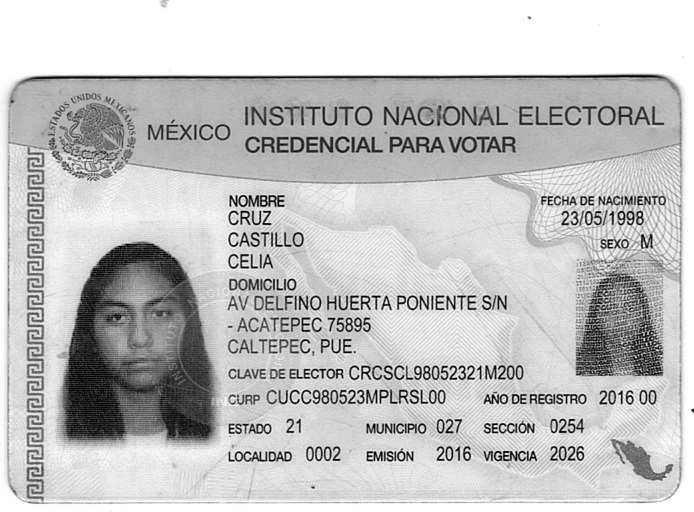 ESTADOS UNIDOS MEXICANOS
MÉXICO
INSTITUTO NACIONAL ELECTORAL
CREDENCIAL PARA VOTAR
NOMBRE
CRUZ
CASTILLO
CELIA
FECHA DE NACIMIENTO
23/05/1998
SEXO M
DOMICILIO
AV DELFINO HUERTA PONIENTE S/N
- ACATEPEC 75895
CALTEPEC, PUE.
CLAVE DE ELECTOR CRCSCL98052321M200
CURP CUCC980523MPLRSL00 AÑO DE REGISTRO 2016 00
ESTADO 21 MUNICIPIO 027 SECCIÓN 0254
LOCALIDAD 0002 EMISIÓN 2016 VIGENCIA 2026